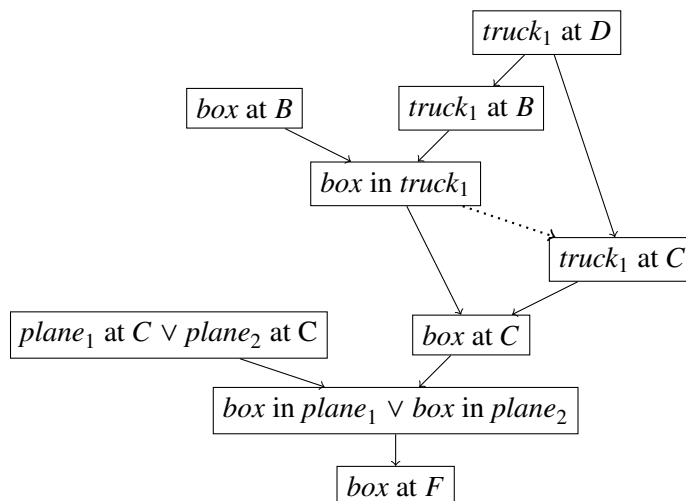 truck₁ at D
box at B
truck₁ at B
box in truck₁
truck₁ at C
plane₁ at C ∨ plane₂ at C
box at C
box in plane₁ ∨ box in plane₂
box at F